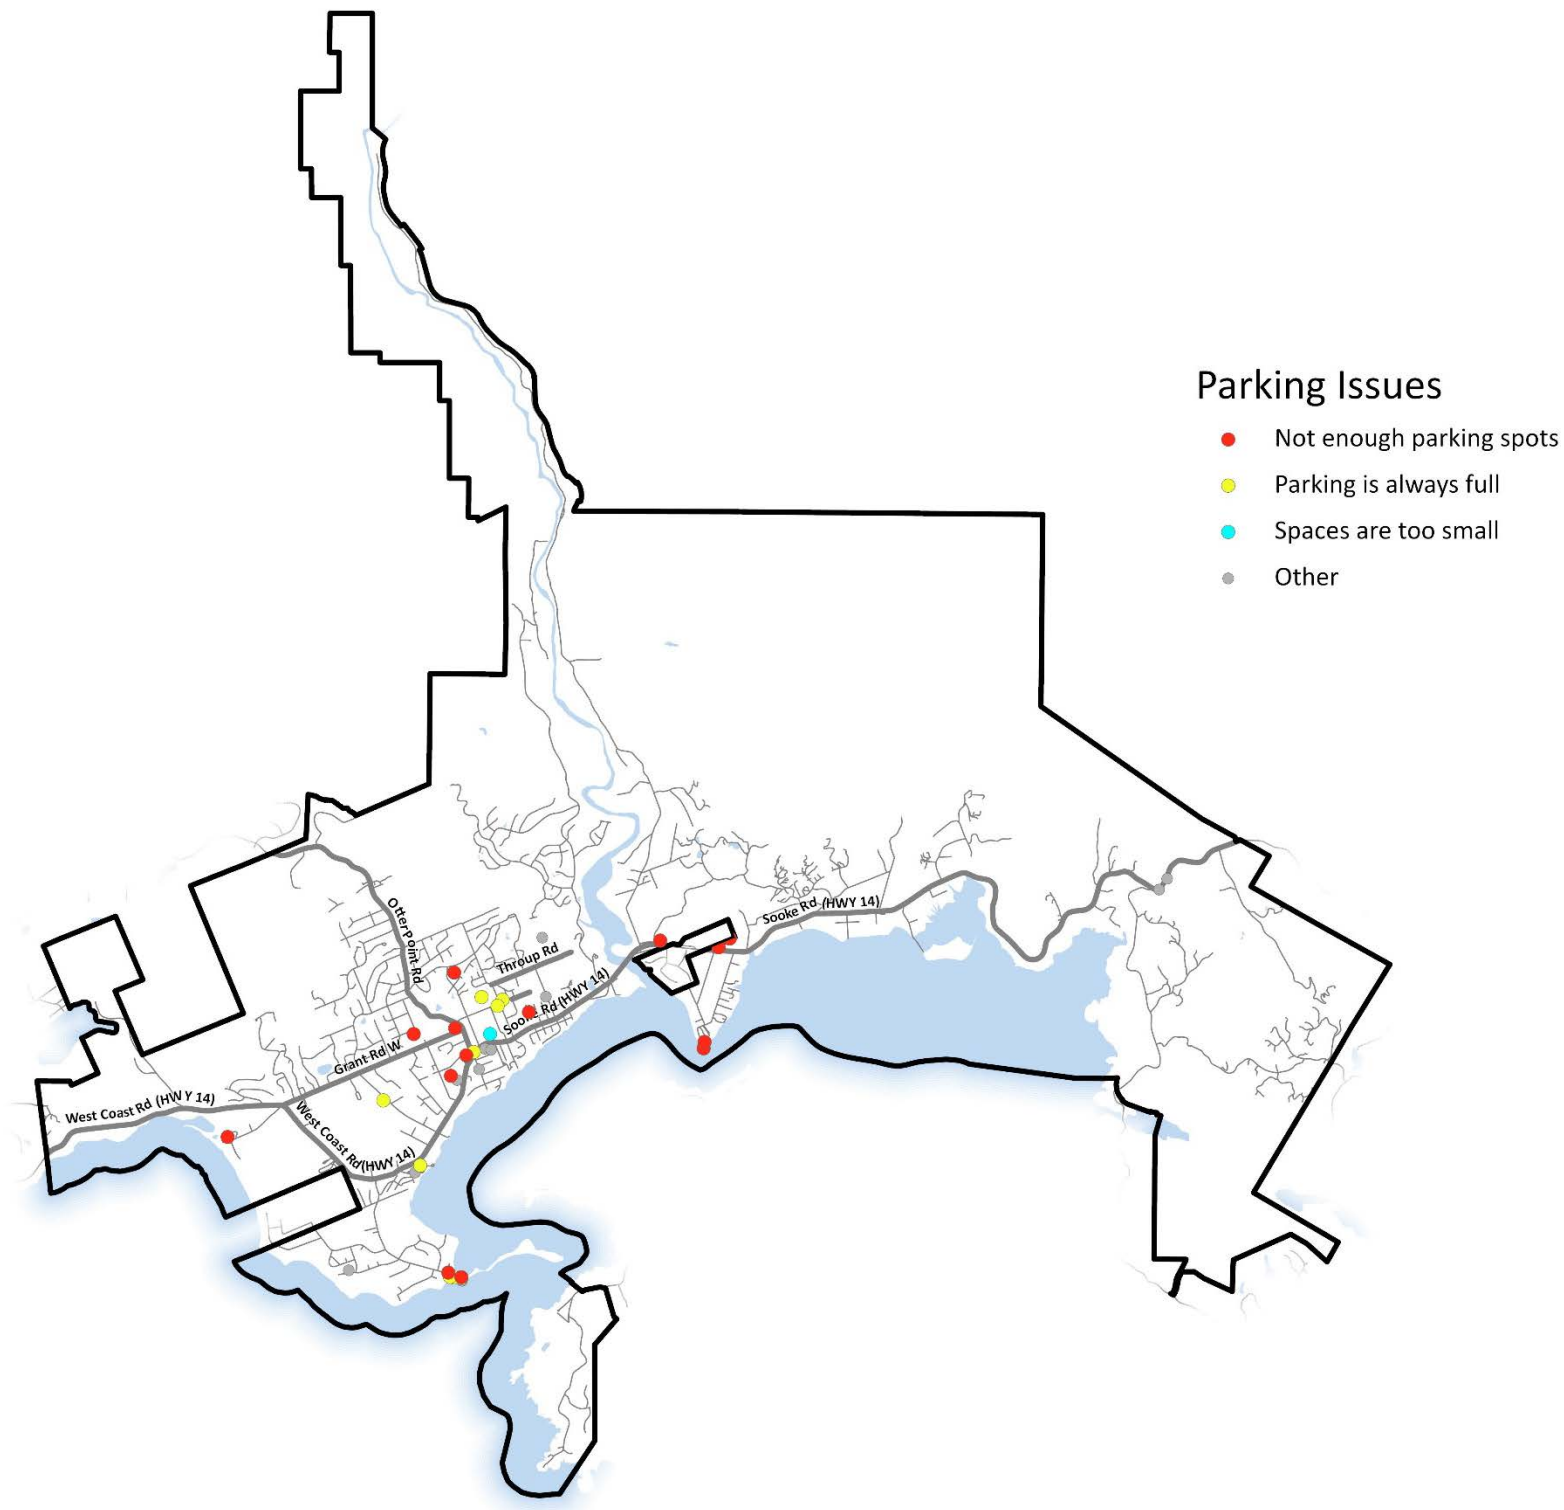 Parking Issues
Not enough parking spots
Parking is always full
Spaces are too small
Other
Otter Point Rd
Sooke Rd (HWY 14)
Throup Rd
Sooke Rd (HWY 14)
Grant Rd W
West Coast Rd (HWY 14)
West Coast Rd (HWY 14)